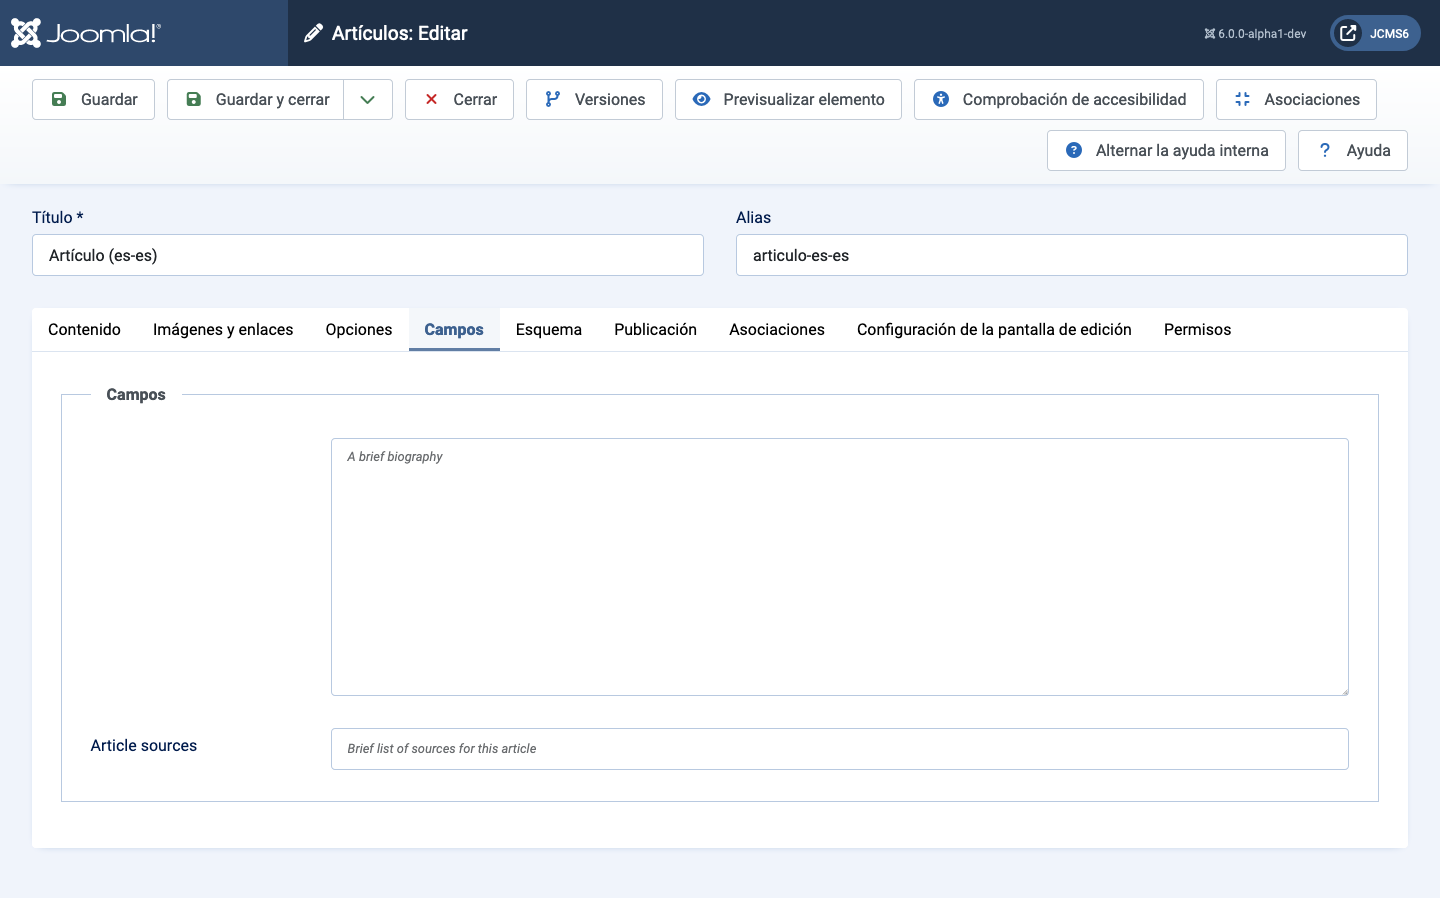 Joomla!®
Artículos: Editar
6.0.0-alpha1-dev
JCMS6
Guardar
Guardar y cerrar
Cerrar
Versiones
Previsualizar elemento
Comprobación de accesibilidad
Asociaciones
? Alternar la ayuda interna
? Ayuda
Título *
Alias
Artículo (es-es)
articulo-es-es
Contenido
Imágenes y enlaces
Opciones
Campos
Esquema
Publicación
Asociaciones
Configuración de la pantalla de edición
Permisos
Campos
A brief biography
Article sources
Brief list of sources for this article